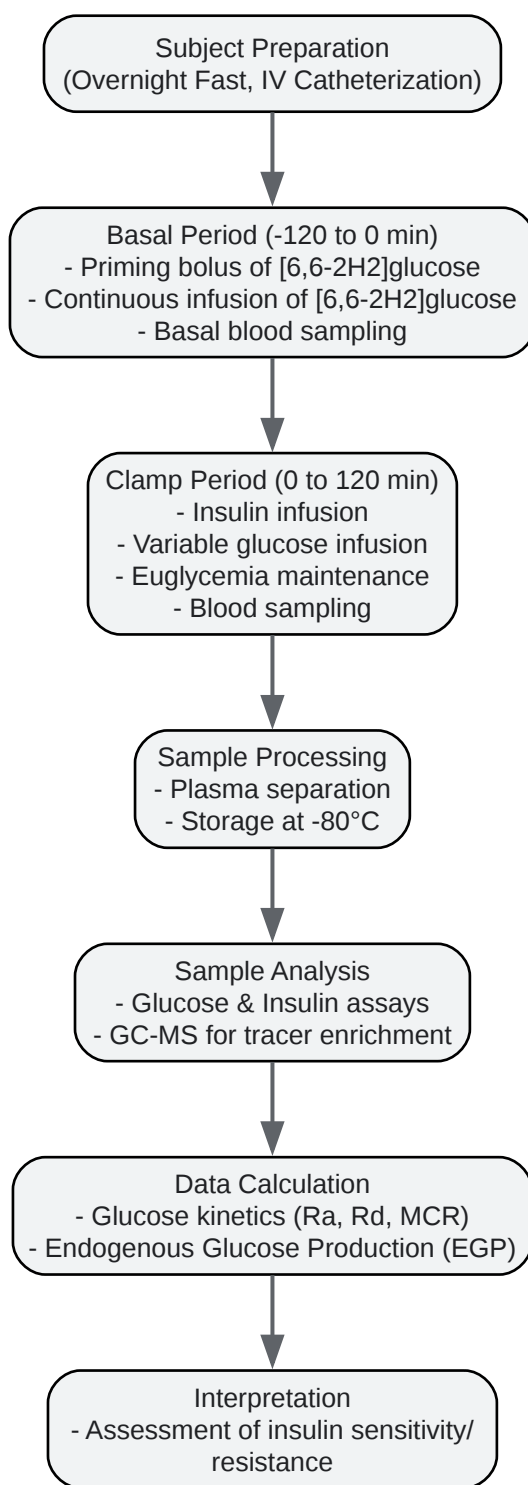 Subject Preparation
(Overnight Fast, IV Catheterization)
Basal Period (-120 to 0 min)
- Priming bolus of [6,6-2H2]glucose
- Continuous infusion of [6,6-2H2]glucose
- Basal blood sampling
Clamp Period (0 to 120 min)
- Insulin infusion
- Variable glucose infusion
- Euglycemia maintenance
- Blood sampling
Sample Processing
- Plasma separation
- Storage at -80°C
Sample Analysis
- Glucose & Insulin assays
- GC-MS for tracer enrichment
Data Calculation
- Glucose kinetics (Ra, Rd, MCR)
- Endogenous Glucose Production (EGP)
Interpretation
- Assessment of insulin sensitivity/
resistance